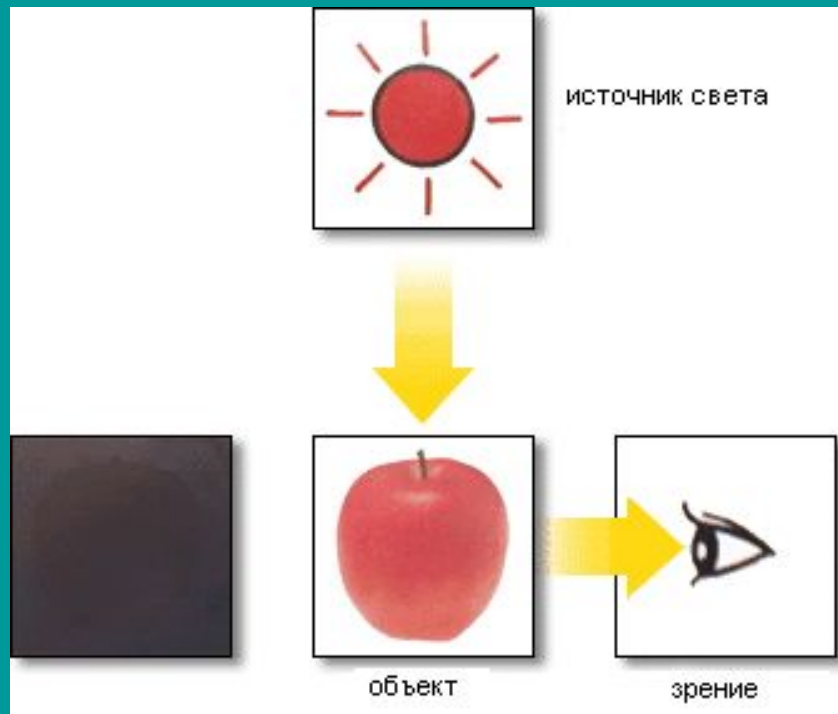 источник света
объект
зрение